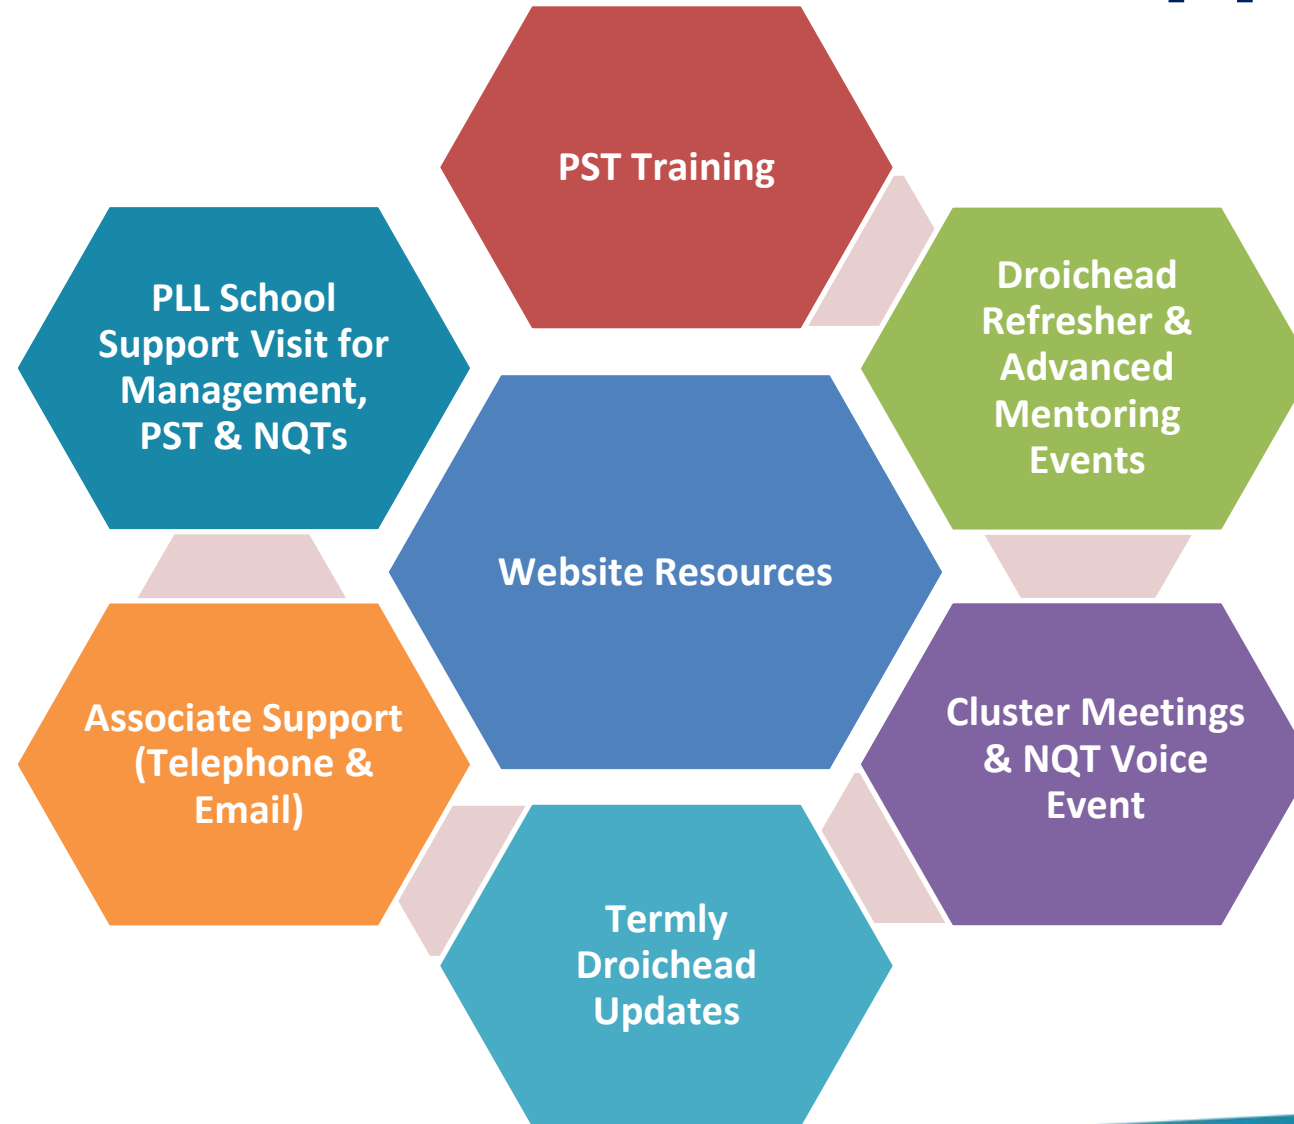 PST Training
Droichead
Refresher &
Advanced
Mentoring
Events
PLL School
Support Visit for
Management,
PST & NQTs
Website Resources
Cluster Meetings
& NQT Voice
Event
Associate Support
(Telephone &
Email)
Termly
Droichead
Updates